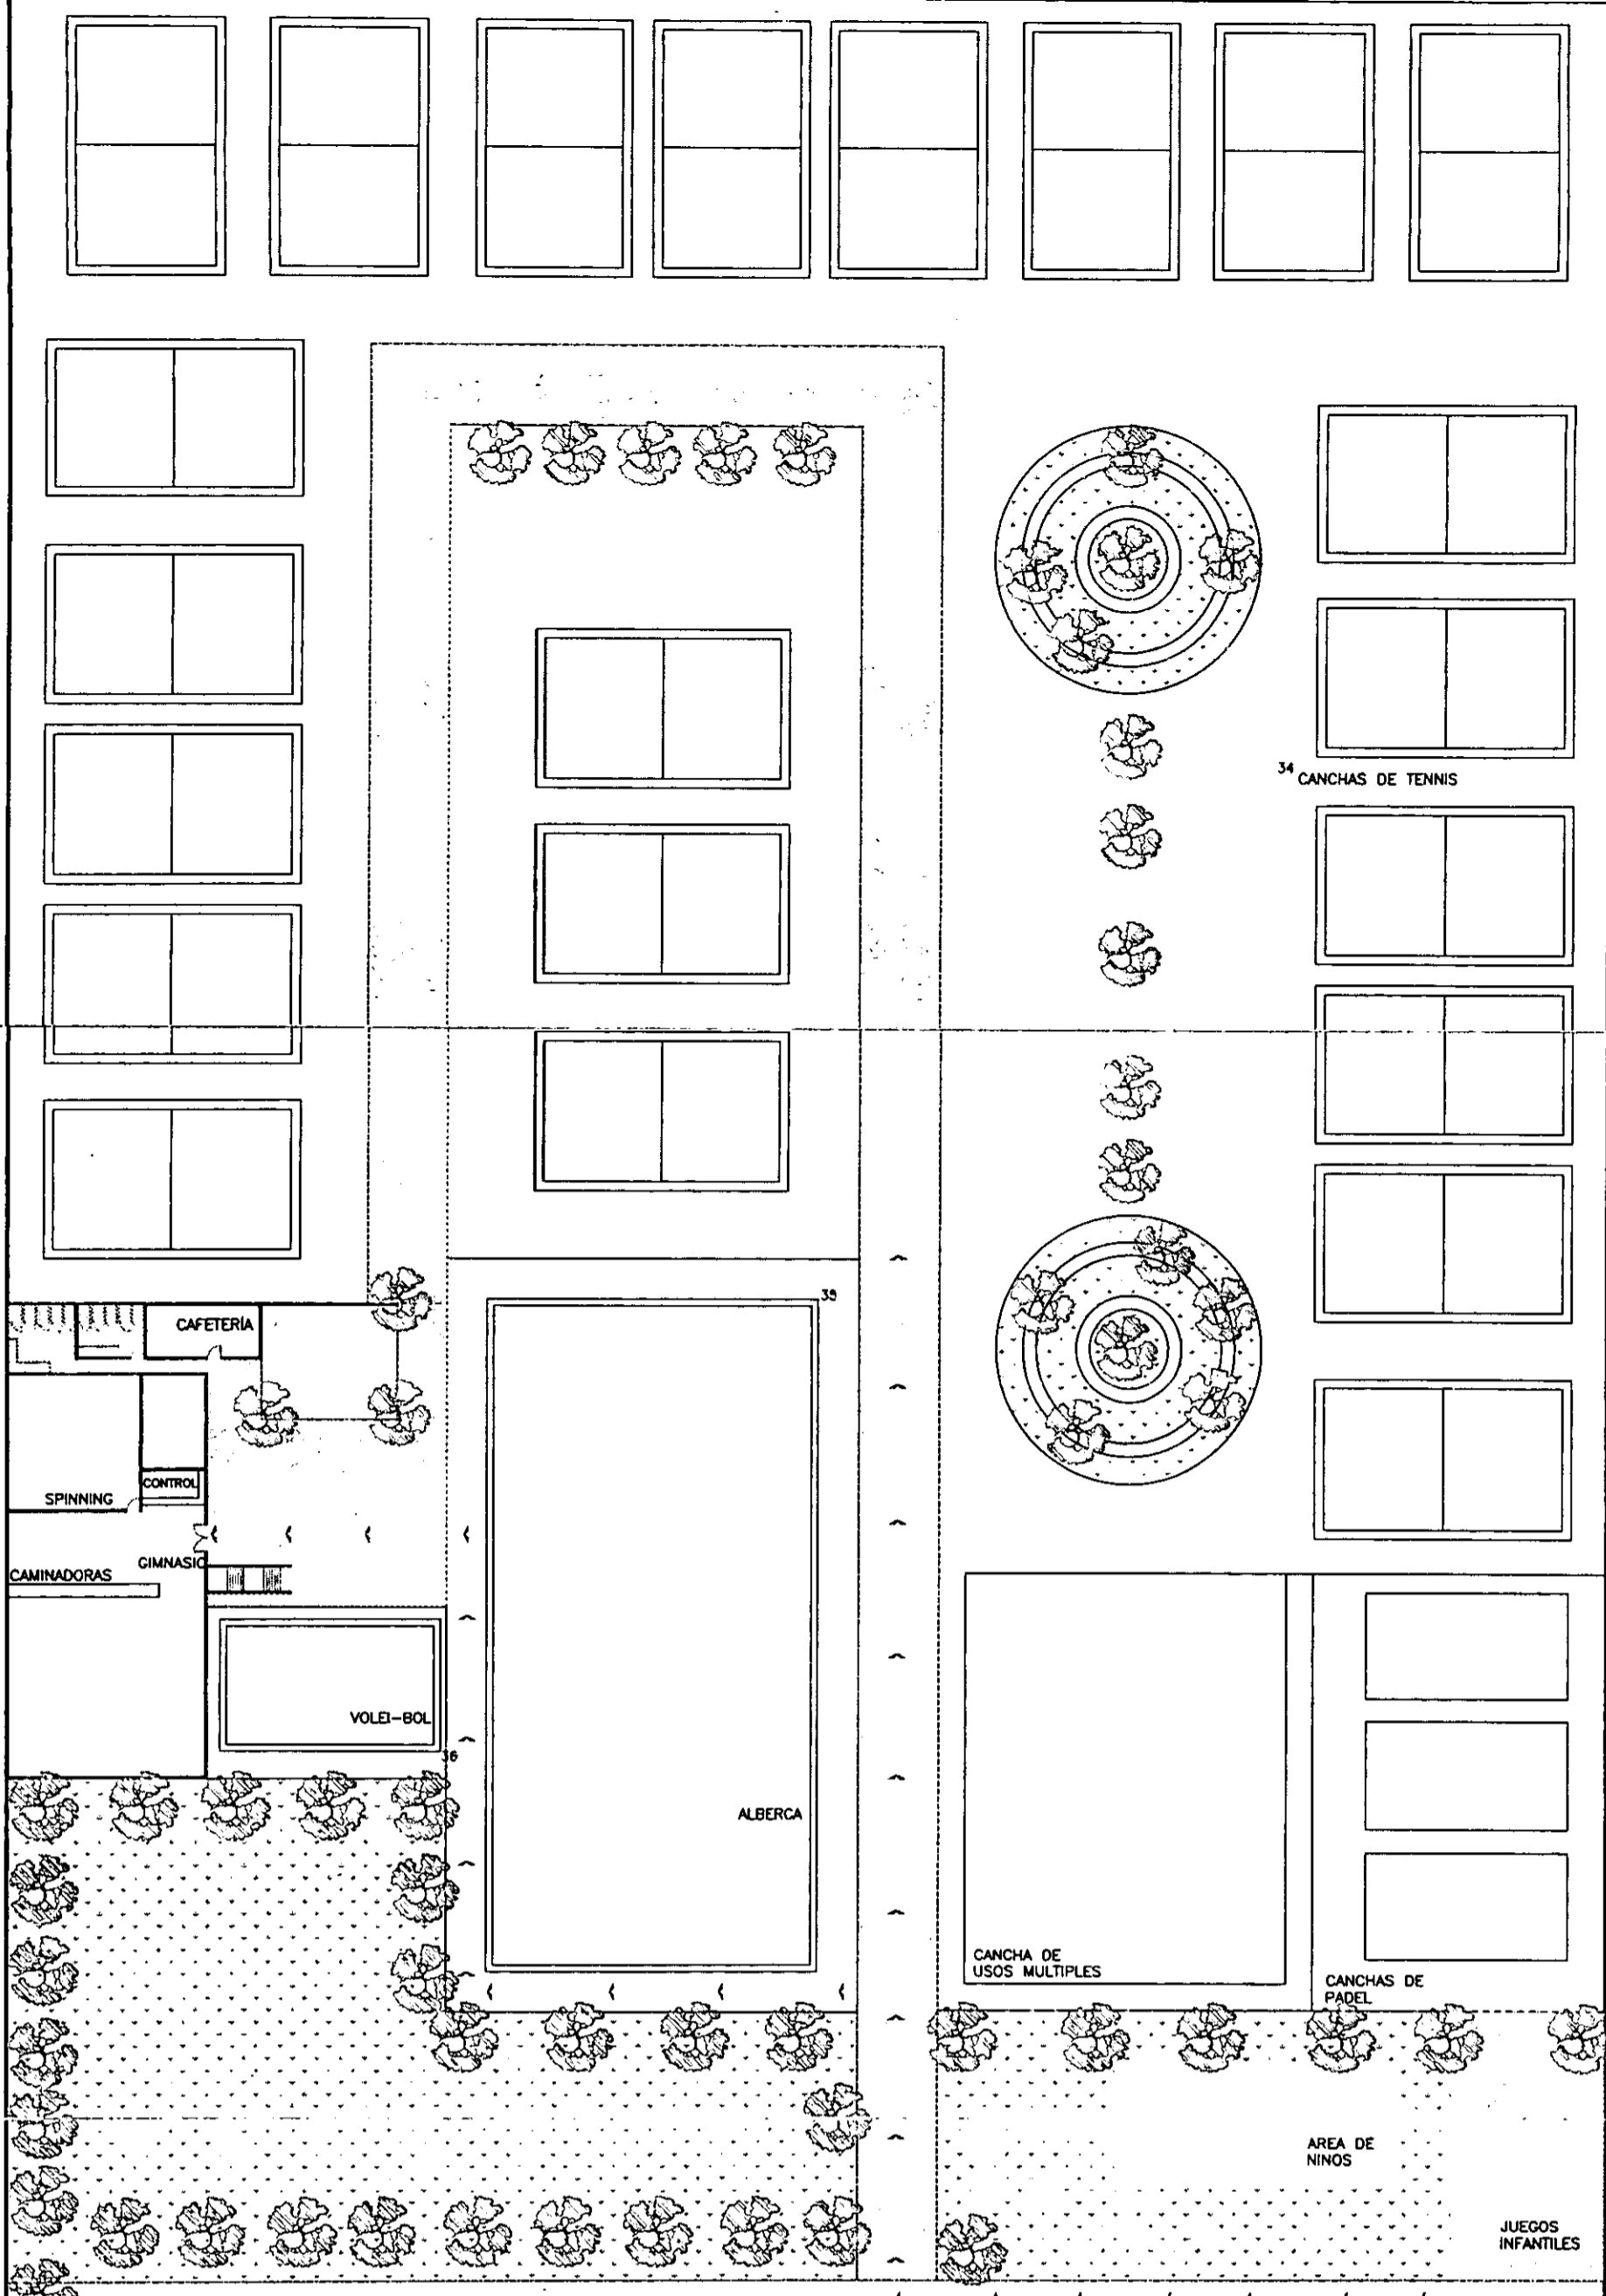 34 CANCHAS DE TENNIS
35
CAFETERÍA
CONTROL
SPINNING
GIMNASIO
CAMINADORAS
VOLEI-BOL
36
ALBERCA
CANCHA DE
USOS MULTIPLES
CANCHAS DE
PADEL
AREA DE
NINOS
JUEGOS
INFANTILES